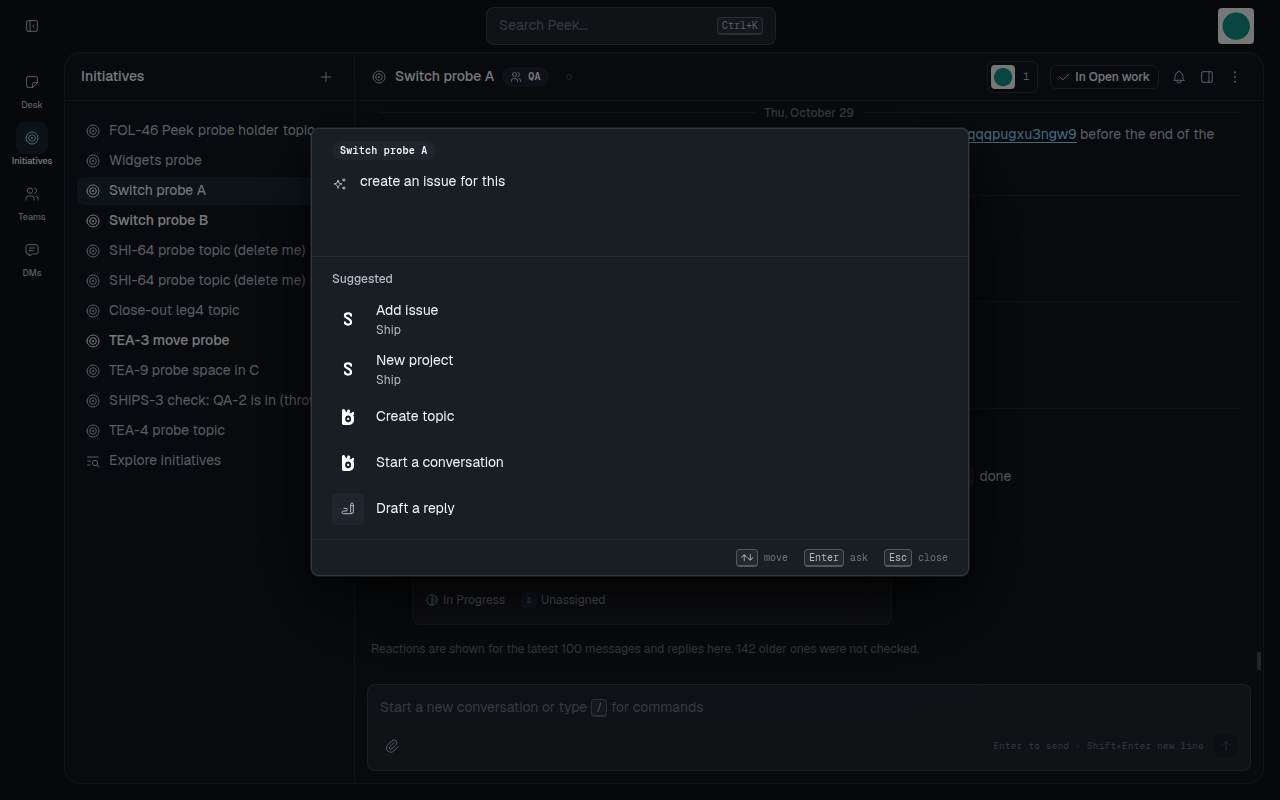 Search Peek...
Ctrl+K
Desk
Initiatives
Teams
DMs
Initiatives
FOL-46 Peek probe holder topic
Widgets probe
Switch probe A
Switch probe B
SHI-64 probe topic (delete me)
SHI-64 probe topic (delete me)
Close-out leg4 topic
TEA-3 move probe
TEA-9 probe space in C
SHIPS-3 check: QA-2 is in (throw
TEA-4 probe topic
Explore initiatives
Switch probe A
QA
1
In Open work
Thu, October 29
qqqpugxu3ngw9 before the end of the
done
Switch probe A
create an issue for this
Suggested
S Add issue
Ship
S New project
Ship
Create topic
Start a conversation
Draft a reply
move Enter ask Esc close
In Progress Unassigned
Reactions are shown for the latest 100 messages and replies here. 142 older ones were not checked.
Start a new conversation or type / for commands
Enter to send · Shift+Enter new line